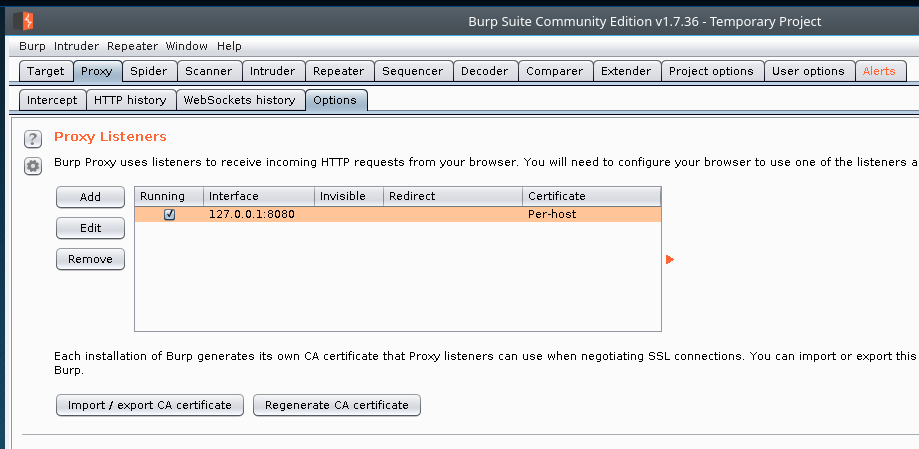 Burp Suite Community Edition v1.7.36 - Temporary Project
Burp Intruder Repeater Window Help
Target Proxy Spider Scanner Intruder Repeater Sequencer Decoder Comparer Extender Project options User options Alerts
Intercept HTTP history WebSockets history Options
? Proxy Listeners
Burp Proxy uses listeners to receive incoming HTTP requests from your browser. You will need to configure your browser to use one of the listeners a
Add Running Interface Invisible Redirect Certificate
127.0.0.1:8080 Per-host
Edit
Remove
Each installation of Burp generates its own CA certificate that Proxy listeners can use when negotiating SSL connections. You can import or export this
Burp.
Import / export CA certificate Regenerate CA certificate